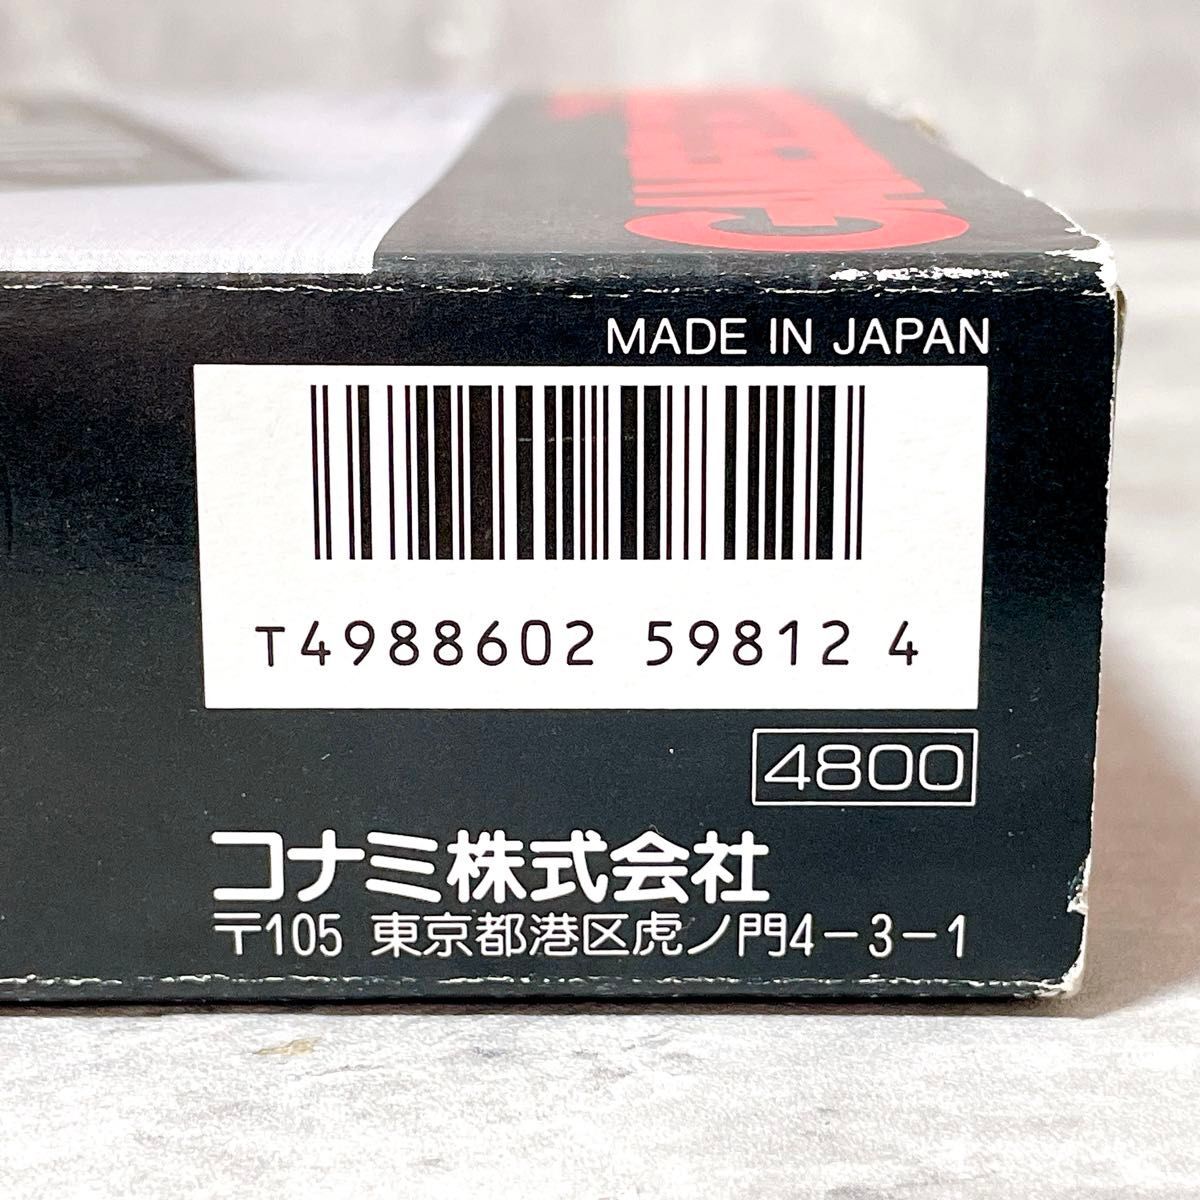 MADE IN JAPAN
T4988602 59812 4
4800
コナミ株式会社
〒105 東京都港区虎ノ門4-3-1